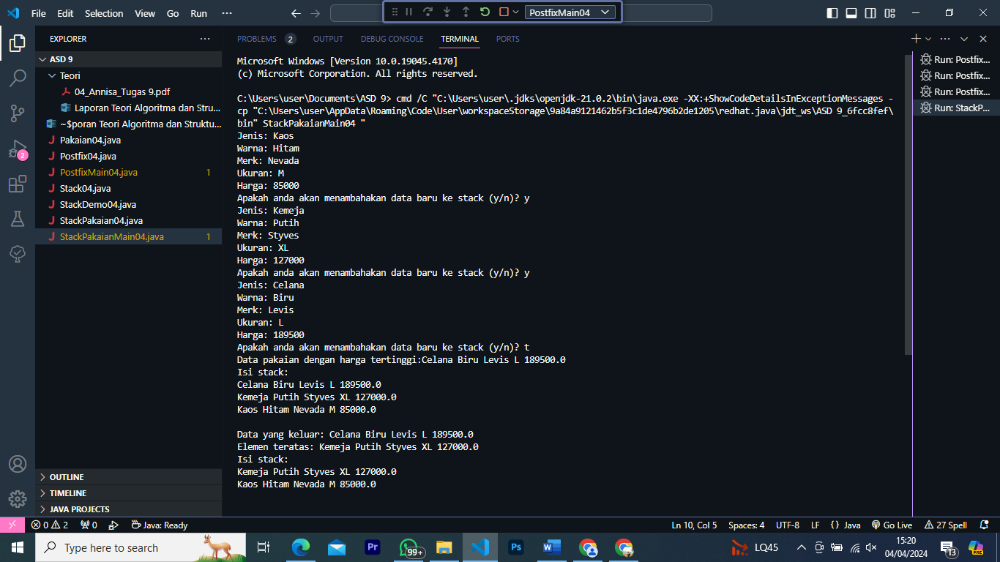 File Edit Selection View Go Run ···
PostfixMain04
EXPLORER ···
ASD 9
Teori
04_Annisa_Tugas 9.pdf
Laporan Teori Algoritma dan Stru...
~$poran Teori Algoritma dan Struktu...
Pakaian04.java
Postfix04.java
PostfixMain04.java 1
Stack04.java
StackDemo04.java
StackPakaian04.java
StackPakaianMain04.java 1
2
OUTLINE
TIMELINE
JAVA PROJECTS
PROBLEMS 2 OUTPUT DEBUG CONSOLE TERMINAL PORTS
Microsoft Windows [Version 10.0.19045.4170]
(c) Microsoft Corporation. All rights reserved.
C:\Users\user\Documents\ASD 9> cmd /C "C:\Users\user\.jdks\openjdk-21.0.2\bin\java.exe -XX:+ShowCodeDetailsInExceptionMessages -
cp "C:\Users\user\AppData\Roaming\Code\User\workspaceStorage\9a84a9121462b5f3c1de4796b2de1205\redhat.java\jdt_ws\ASD 9_6fcc8fef\
bin" StackPakaianMain04 "
Jenis: Kaos
Warna: Hitam
Merk: Nevada
Ukuran: M
Harga: 85000
Apakah anda akan menambahakan data baru ke stack (y/n)? y
Jenis: Kemeja
Warna: Putih
Merk: Styves
Ukuran: XL
Harga: 127000
Apakah anda akan menambahakan data baru ke stack (y/n)? y
Jenis: Celana
Warna: Biru
Merk: Levis
Ukuran: L
Harga: 189500
Apakah anda akan menambahakan data baru ke stack (y/n)? t
Data pakaian dengan harga tertinggi:Celana Biru Levis L 189500.0
Isi stack:
Celana Biru Levis L 189500.0
Kemeja Putih Styves XL 127000.0
Kaos Hitam Nevada M 85000.0
Data yang keluar: Celana Biru Levis L 189500.0
Elemen teratas: Kemeja Putih Styves XL 127000.0
Isi stack:
Kemeja Putih Styves XL 127000.0
Kaos Hitam Nevada M 85000.0
Run: Postfix...
Run: Postfix...
Run: Postfix...
Run: StackP...
0 2 0 Java: Ready
Ln 10, Col 5 Spaces: 4 UTF-8 LF {} Java Go Live 27 Spell
Type here to search
Pr
99+
Ps
W
LQ45
15:20
04/04/2024
13
PRE